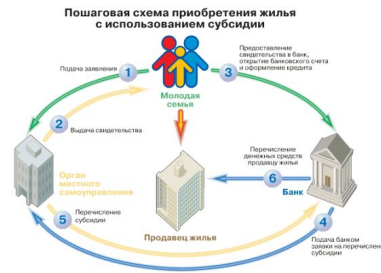 Пошаговая схема приобретения жилья
с использованием субсидии
Подача заявления
1
3
Предоставление
свидетельства в банк,
открытие банковского счета
и оформление кредита
Молодая
семья
2
Выдача свидетельства
Орган
местного
самоуправления
Перечисление
денежных средств
продавцу жилья
6
Банк
5
Перечисление
субсидии
Продавец жилья
4
Подача банком
заявки на перечислен
субсидии